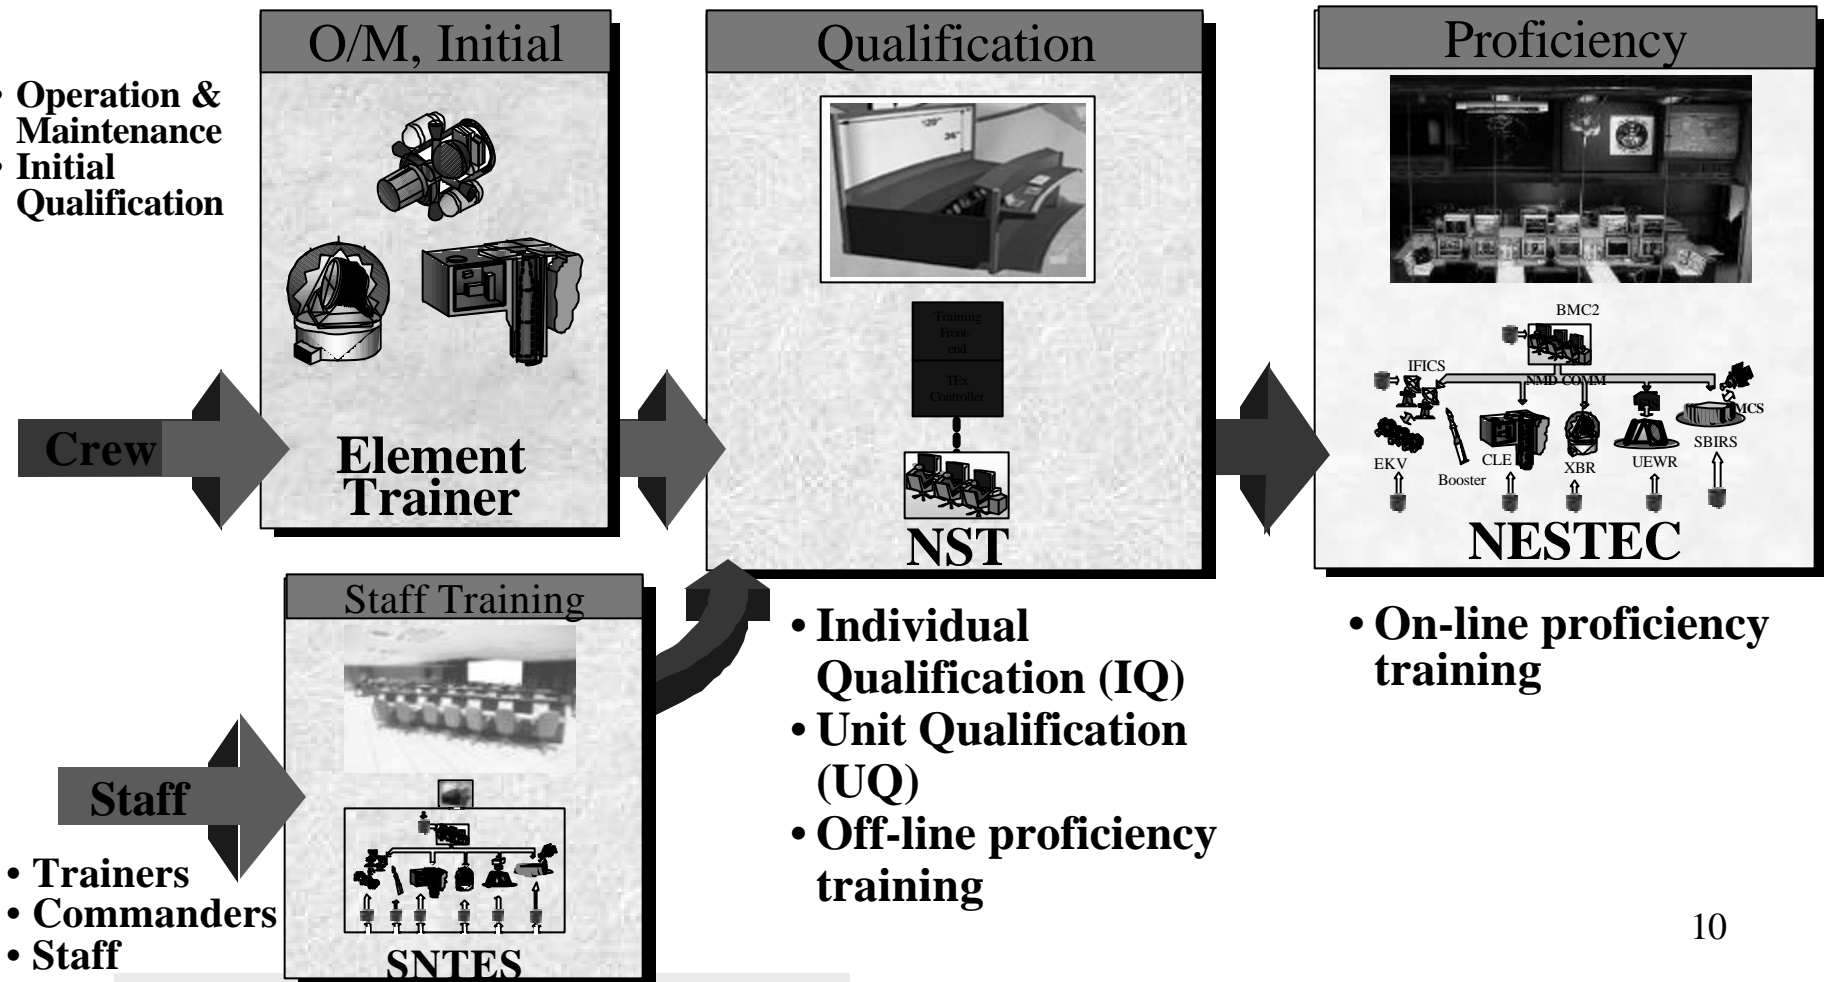 O/M, Initial
• Operation &
Maintenance
• Initial
Qualification
Crew
Element
Trainer
Qualification
120"
36"
Training
Front-
end
TEx
Controller
NST
• Individual
Qualification (IQ)
• Unit Qualification
(UQ)
• Off-line proficiency
training
Proficiency
BMC2
IFICS
NMD COMM
MCS
SBIRS
EKV
Booster
CLE
XBR
UEWR
NESTEC
• On-line proficiency
training
Staff Training
Staff
• Trainers
• Commanders
• Staff
SNTES
10